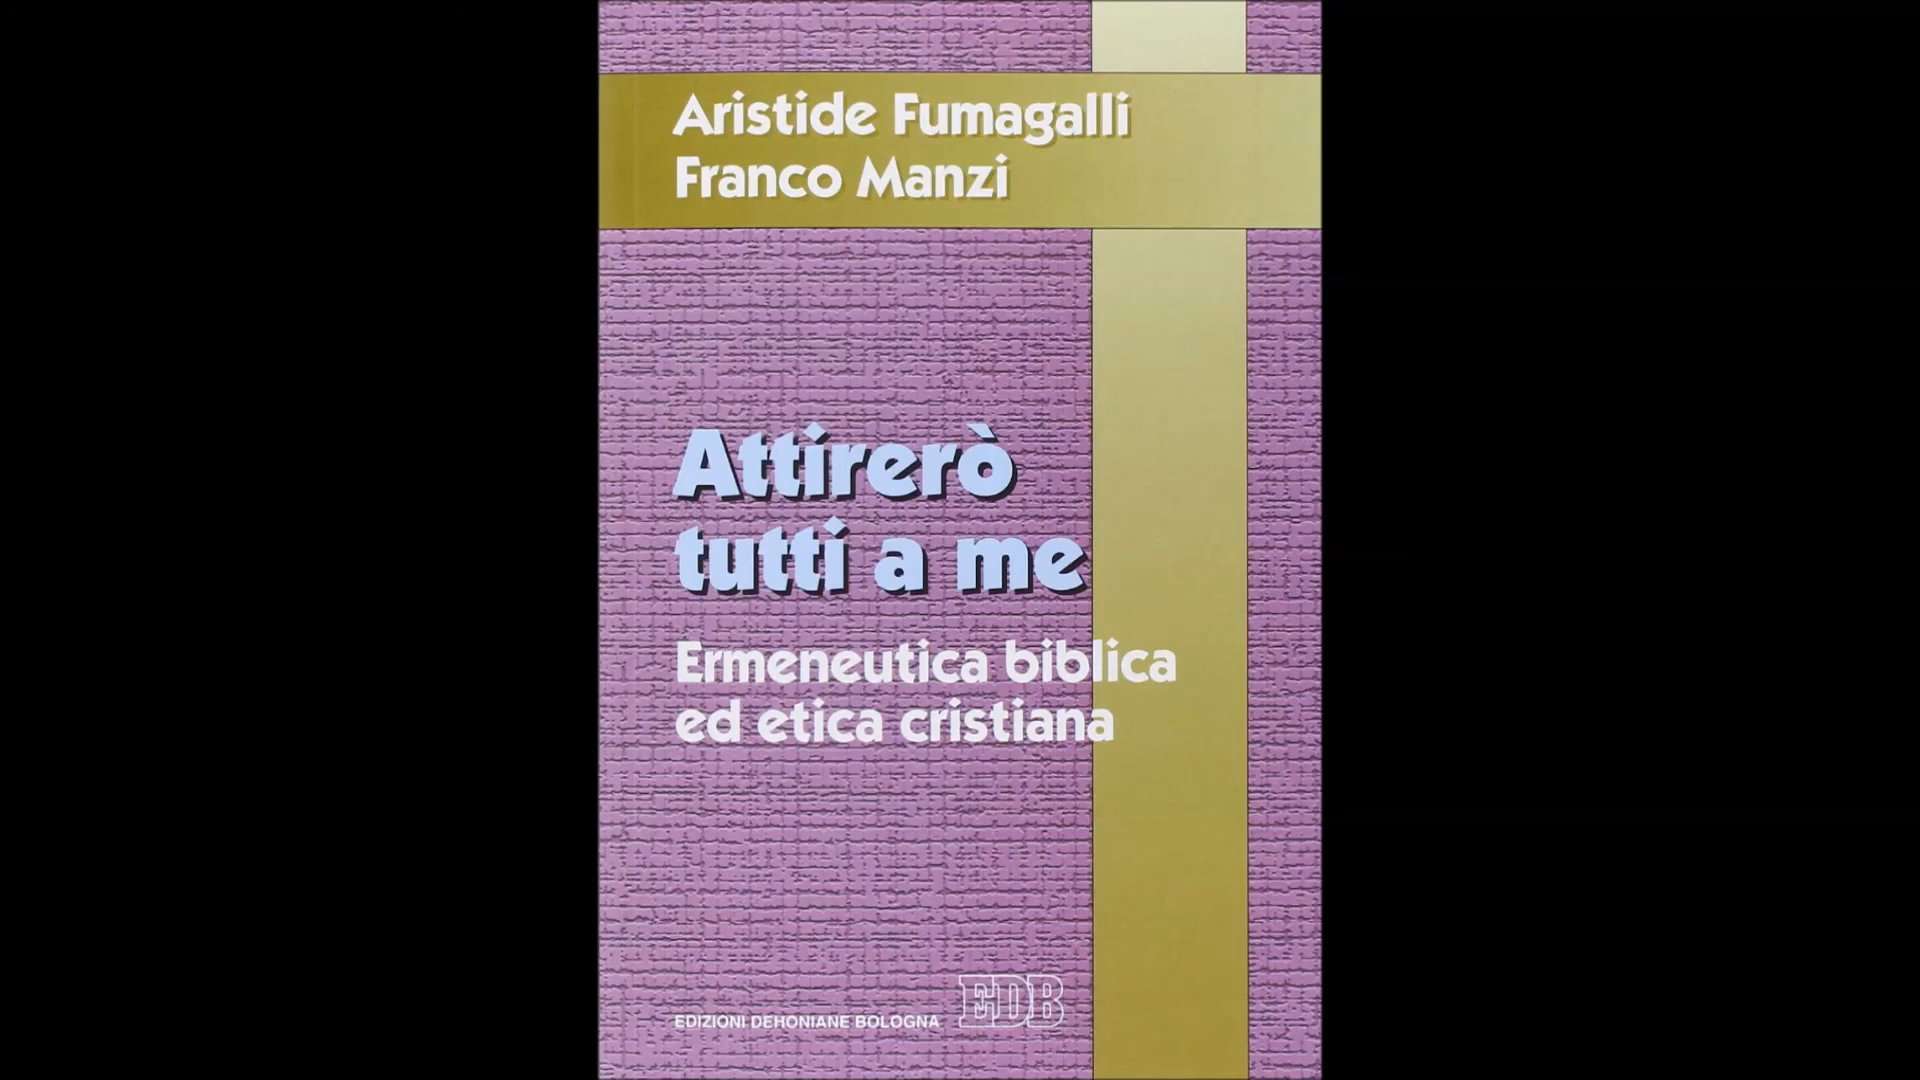 Aristide Fumagalli
Franco Manzi
Attirerò
tutti a me
Ermeneutica biblica
ed etica cristiana
EDIZIONI DEHONIANE BOLOGNA EDB